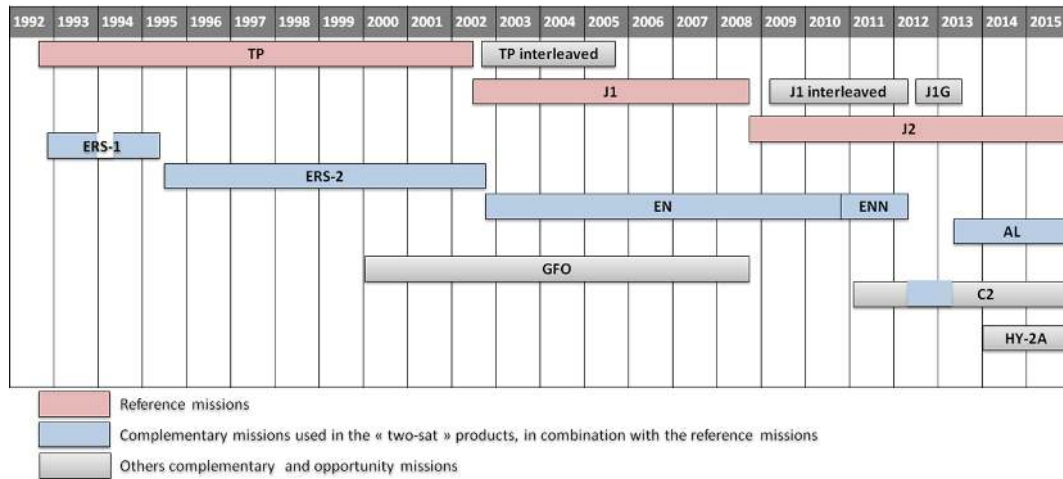 1992 1993 1994 1995 1996 1997 1998 1999 2000 2001 2002 2003 2004 2005 2006 2007 2008 2009 2010 2011 2012 2013 2014 2015
TP TP interleaved
J1 J1 interleaved J1G
J2
ERS-1
ERS-2
EN ENN
AL
GFO
C2
HY-2A
Reference missions
Complementary missions used in the « two-sat » products, in combination with the reference missions
Others complementary and opportunity missions